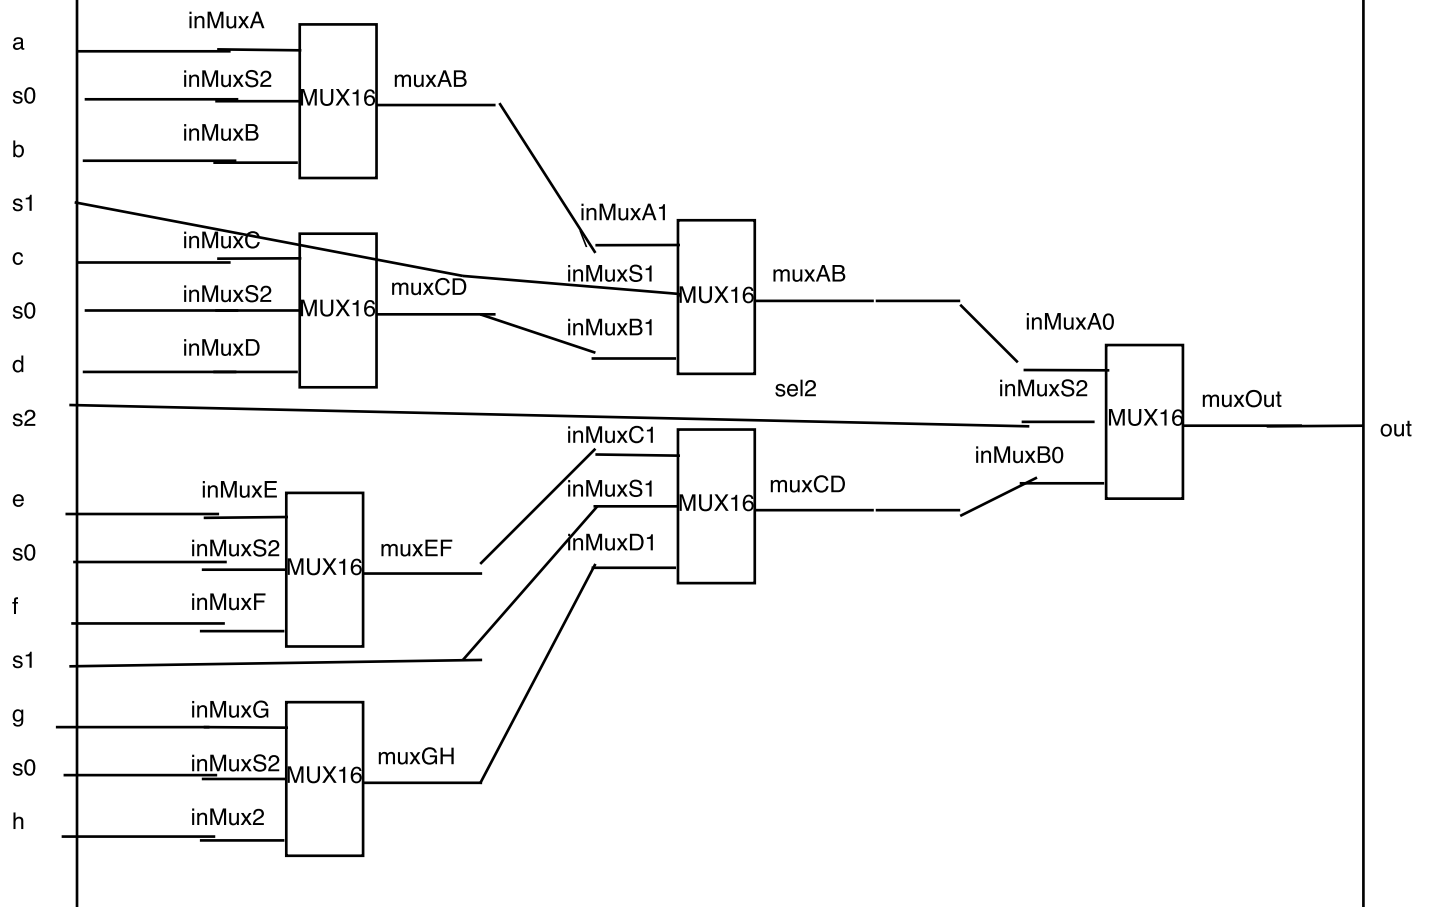 inMuxA
a
inMuxS2
muxAB
s0
MUX16
inMuxB
b
s1
inMuxA1
inMuxC
c
inMuxS1
muxAB
muxCD
inMuxS2
MUX16
s0
MUX16
inMuxA0
inMuxB1
inMuxD
d
sel2
inMuxS2
muxOut
s2
MUX16
out
inMuxC1
inMuxB0
muxCD
inMuxE
inMuxS1
e
MUX16
inMuxD1
s0
inMuxS2
muxEF
MUX16
inMuxF
f
s1
inMuxG
g
muxGH
s0
inMuxS2
MUX16
inMux2
h